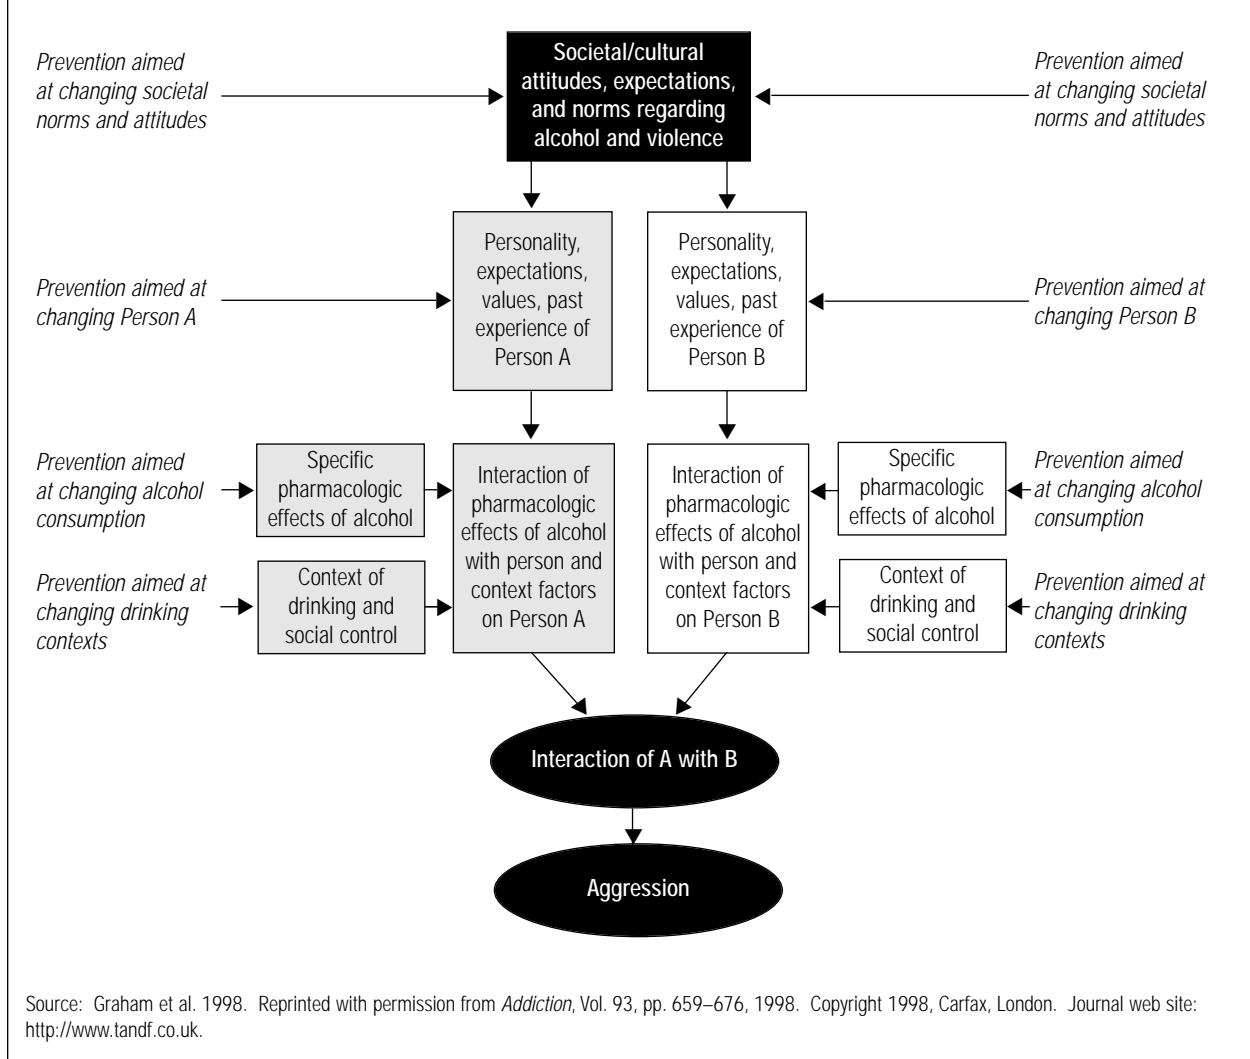 Prevention aimed
at changing societal
norms and attitudes
Societal/cultural
attitudes, expectations,
and norms regarding
alcohol and violence
Prevention aimed
at changing societal
norms and attitudes
Prevention aimed at
changing Person A
Personality,
expectations,
values, past
experience of
Person A
Personality,
expectations,
values, past
experience of
Person B
Prevention aimed at
changing Person B
Prevention aimed
at changing alcohol
consumption
Specific
pharmacologic
effects of alcohol
Interaction of
pharmacologic
effects of alcohol
with person and
context factors
on Person A
Interaction of
pharmacologic
effects of alcohol
with person and
context factors
on Person B
Specific
pharmacologic
effects of alcohol
Prevention aimed
at changing alcohol
consumption
Prevention aimed at
changing drinking
contexts
Context of
drinking and
social control
Context of
drinking and
social control
Prevention aimed at
changing drinking
contexts
Interaction of A with B
Aggression
Source: Graham et al. 1998. Reprinted with permission from Addiction, Vol. 93, pp. 659–676, 1998. Copyright 1998, Carfax, London. Journal web site:
http://www.tandf.co.uk.